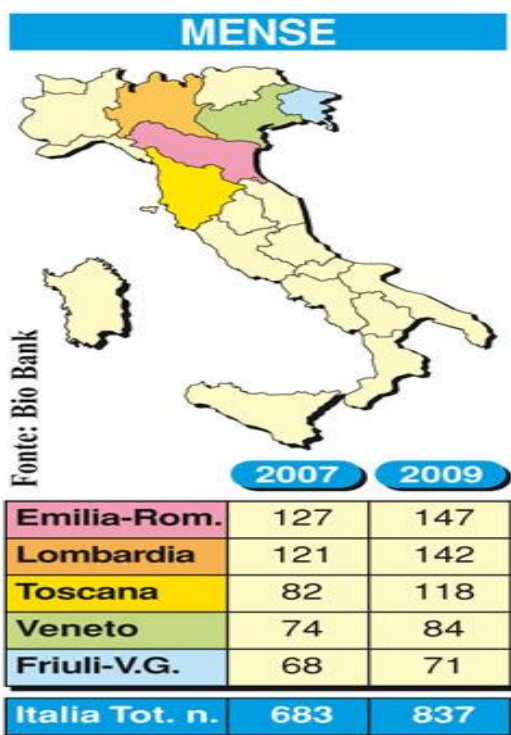 MENSE
Fonte: Bio Bank
2007 2009
Emilia-Rom. 127 147
Lombardia 121 142
Toscana 82 118
Veneto 74 84
Friuli-V.G. 68 71
Italia Tot. n. 683 837